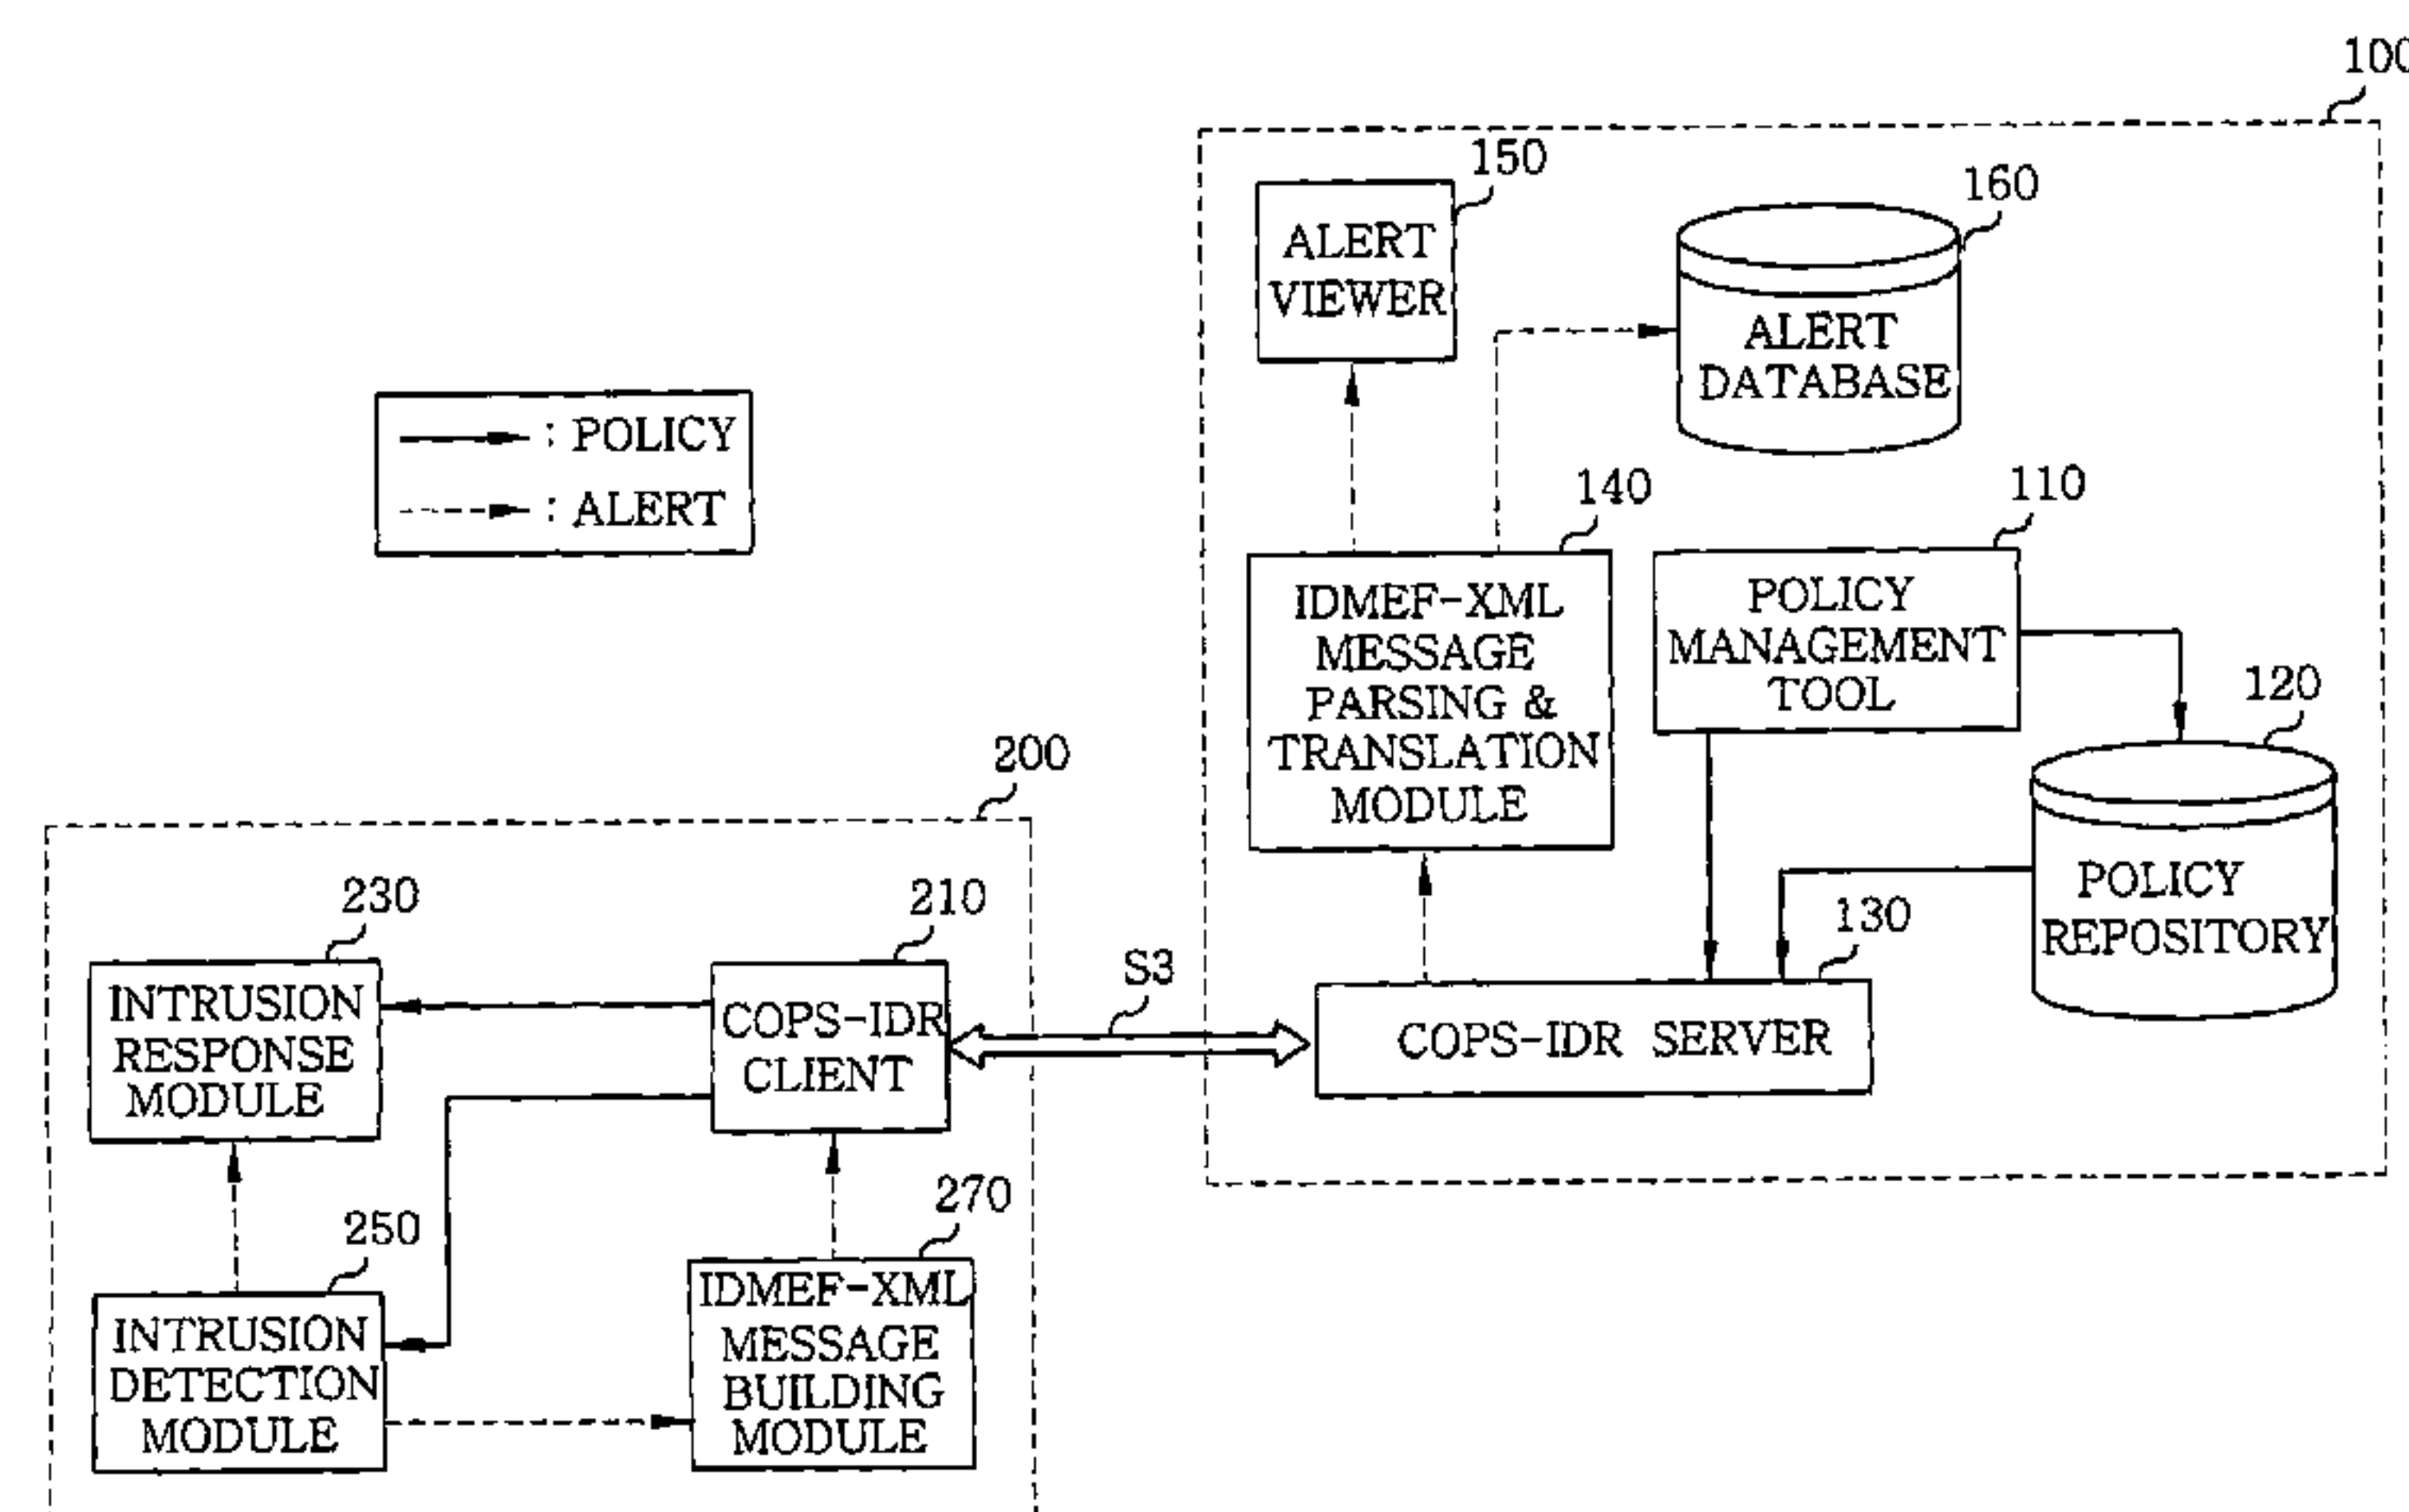 100
150
160
ALERT
VIEWER
ALERT
DATABASE
: POLICY
: ALERT
140
110
IDMEF-XML
MESSAGE
PARSING &
TRANSLATION
MODULE
POLICY
MANAGEMENT
TOOL
120
POLICY
REPOSITORY
200
130
230
210
INTRUSION
RESPONSE
MODULE
COPS-IDR
CLIENT
S3
COPS-IDR SERVER
250
270
INTRUSION
DETECTION
MODULE
IDMEF-XML
MESSAGE
BUILDING
MODULE